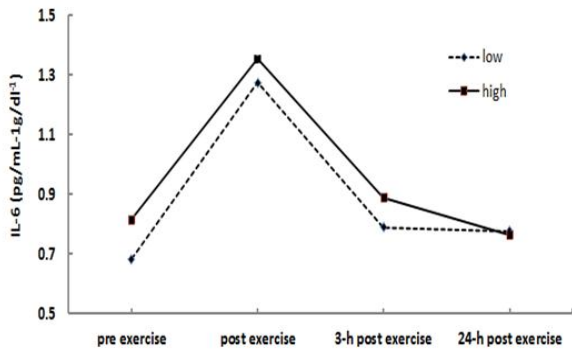 1.5
1.3
1.1
0.9
0.7
0.5
IL-6 (pg/mL-1g/dl-1)
low
high
pre exercise post exercise 3-h post exercise 24-h post exercise